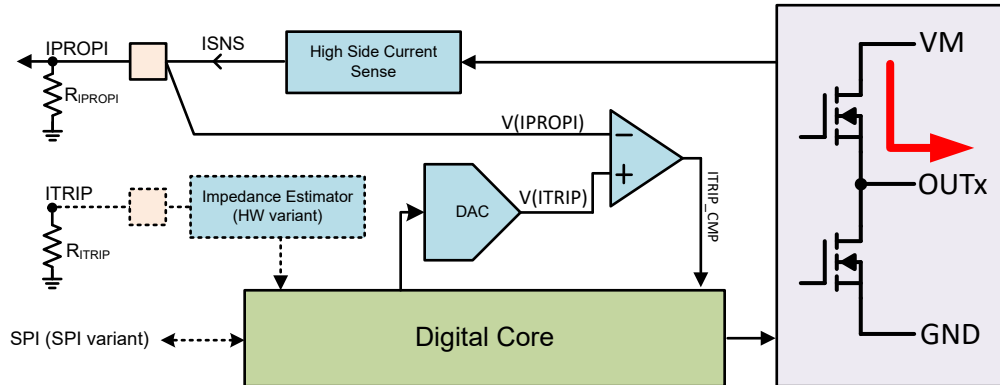 IPROPI
ISNS
High Side Current
Sense
VM
RIPROPI
V(IPROPI)
−
+
ITRIP
Impedance Estimator
(HW variant)
DAC
V(ITRIP)
ITRIP_CMP
OUTx
RITRIP
SPI (SPI variant)
Digital Core
GND